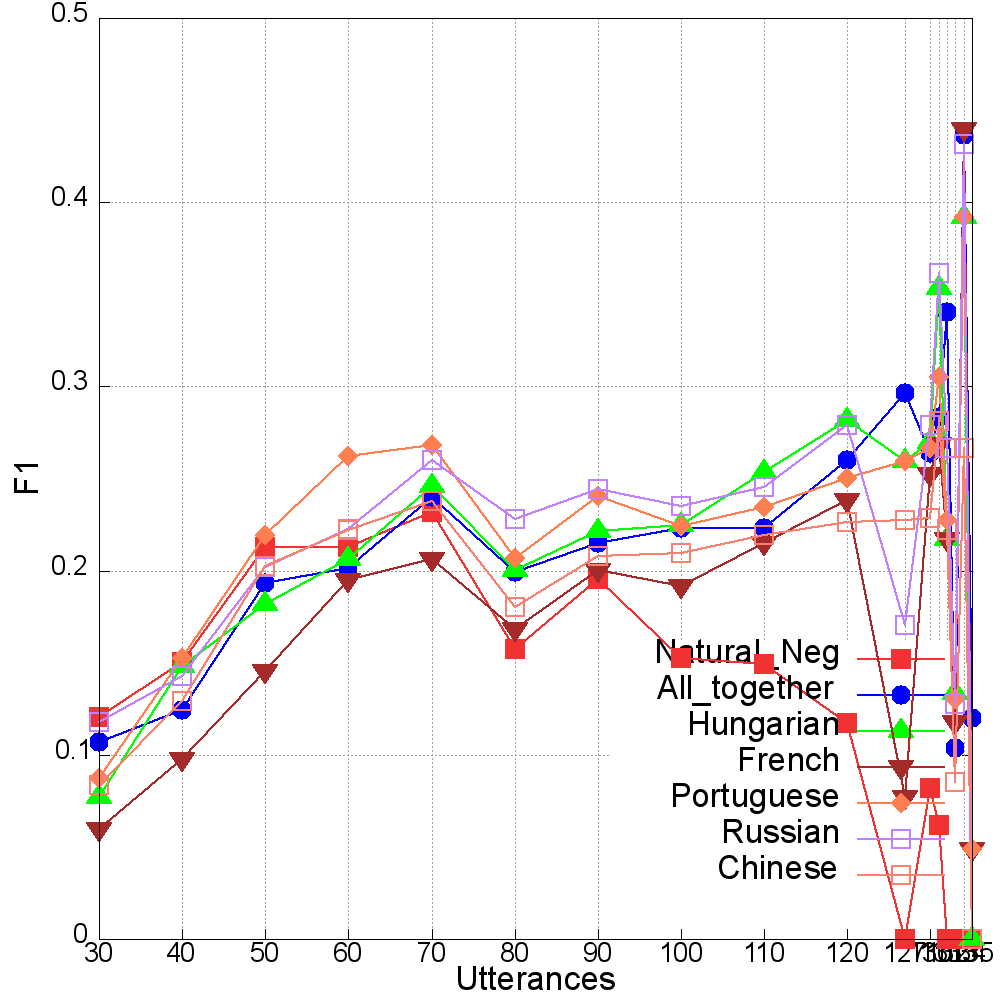 0.5
0.4
0.3
0.2
0.1
0
F1
Natural_Neg
All_together
Hungarian
French
Portuguese
Russian
Chinese
30 40 50 60 70 80 90 100 110 120
Utterances